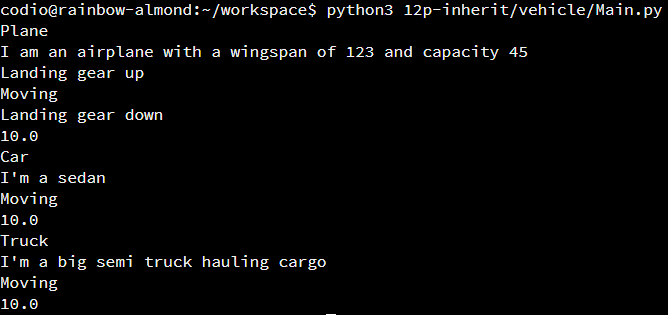 codio@rainbow-almond:~/workspace$ python3 12p-inherit/vehicle/Main.py
Plane
I am an airplane with a wingspan of 123 and capacity 45
Landing gear up
Moving
Landing gear down
10.0
Car
I'm a sedan
Moving
10.0
Truck
I'm a big semi truck hauling cargo
Moving
10.0